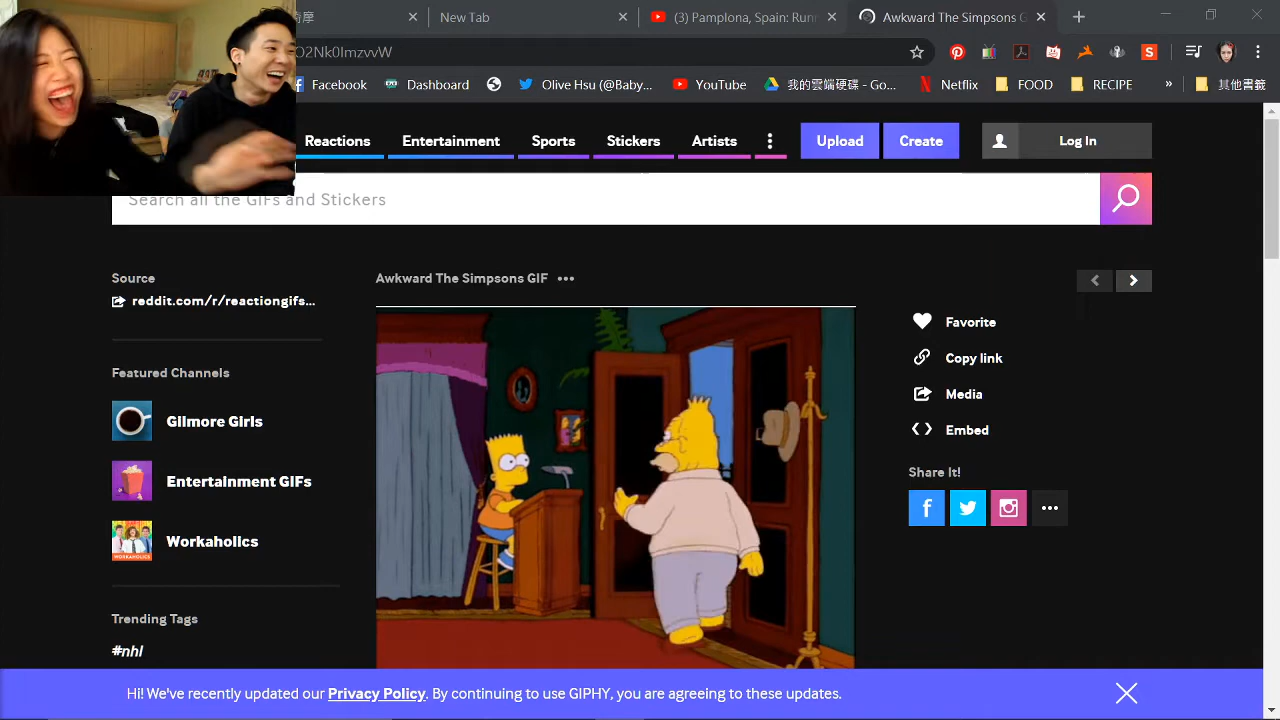 New Tab
(3) Pamplona, Spain: Runn
Awkward The Simpsons G
O2Nk0ImzvvW
Facebook
Dashboard
Olive Hsu (@Baby...
YouTube
我的雲端硬碟 - Go...
Netflix
FOOD
RECIPE
其他書籤
Reactions
Entertainment
Sports
Stickers
Artists
Upload
Create
Log In
Search all the GIFs and Stickers
Source
reddit.com/r/reactiongifs...
Awkward The Simpsons GIF
Favorite
Copy link
Media
Embed
Share It!
Featured Channels
Gilmore Girls
Entertainment GIFs
Workaholics
WORKAHOLICS
Trending Tags
#nhl
Hi! We've recently updated our Privacy Policy. By continuing to use GIPHY, you are agreeing to these updates.